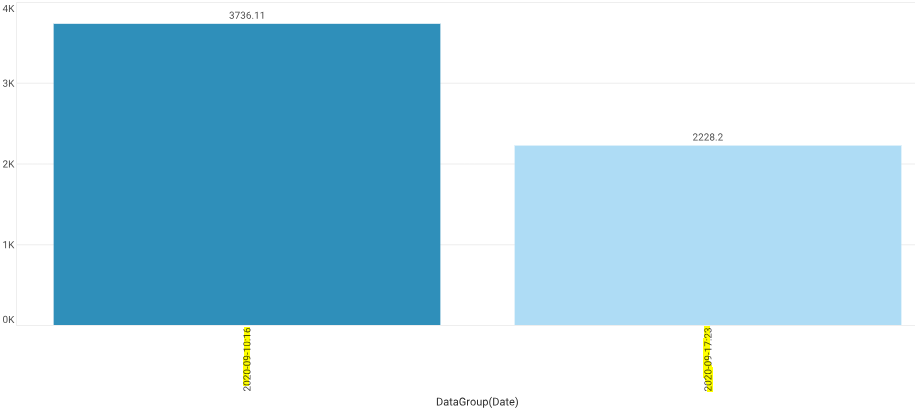 4K
3736.11
3K
2228.2
2K
1K
0K
2020-09-10:16
2020-09-17:23
DataGroup(Date)